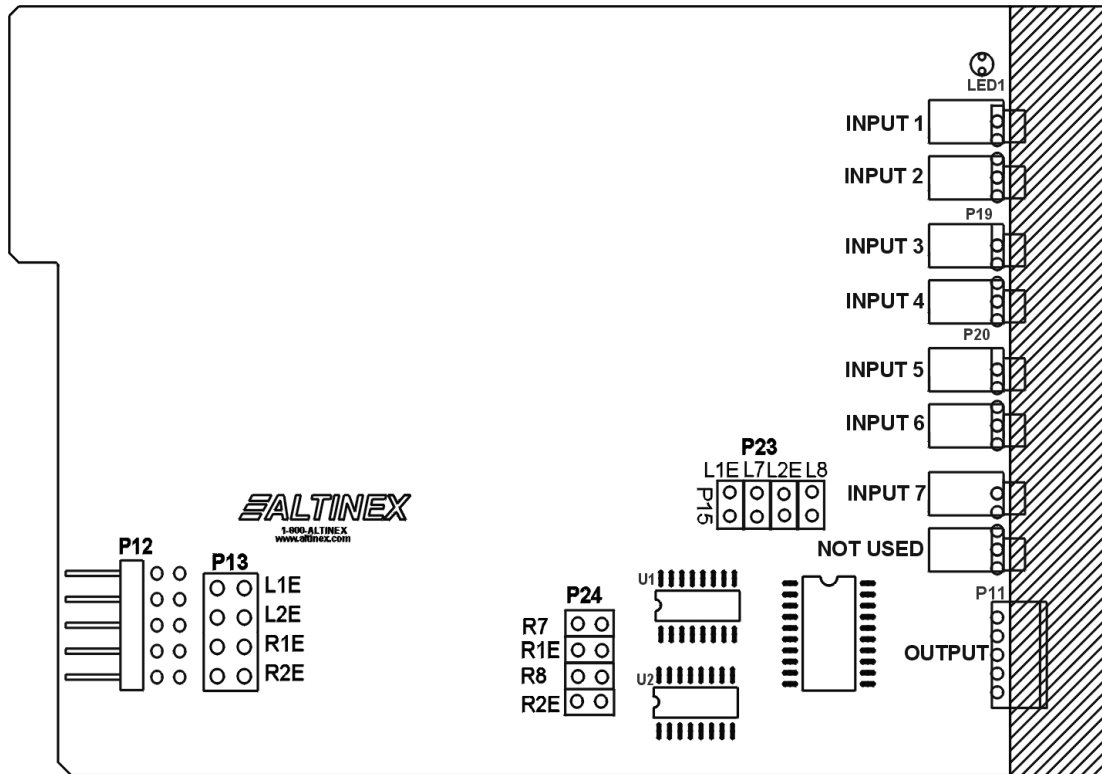 LED1
INPUT 1
INPUT 2
P19
INPUT 3
INPUT 4
P20
INPUT 5
INPUT 6
P23
L1E L7 L2E L8
P15
INPUT 7
ALTINEX
1-800-ALTINEX
www.altinex.com
NOT USED
P12
P13
L1E
L2E
R1E
R2E
P24
R7
R1E
R8
R2E
U1
U2
P11
OUTPUT